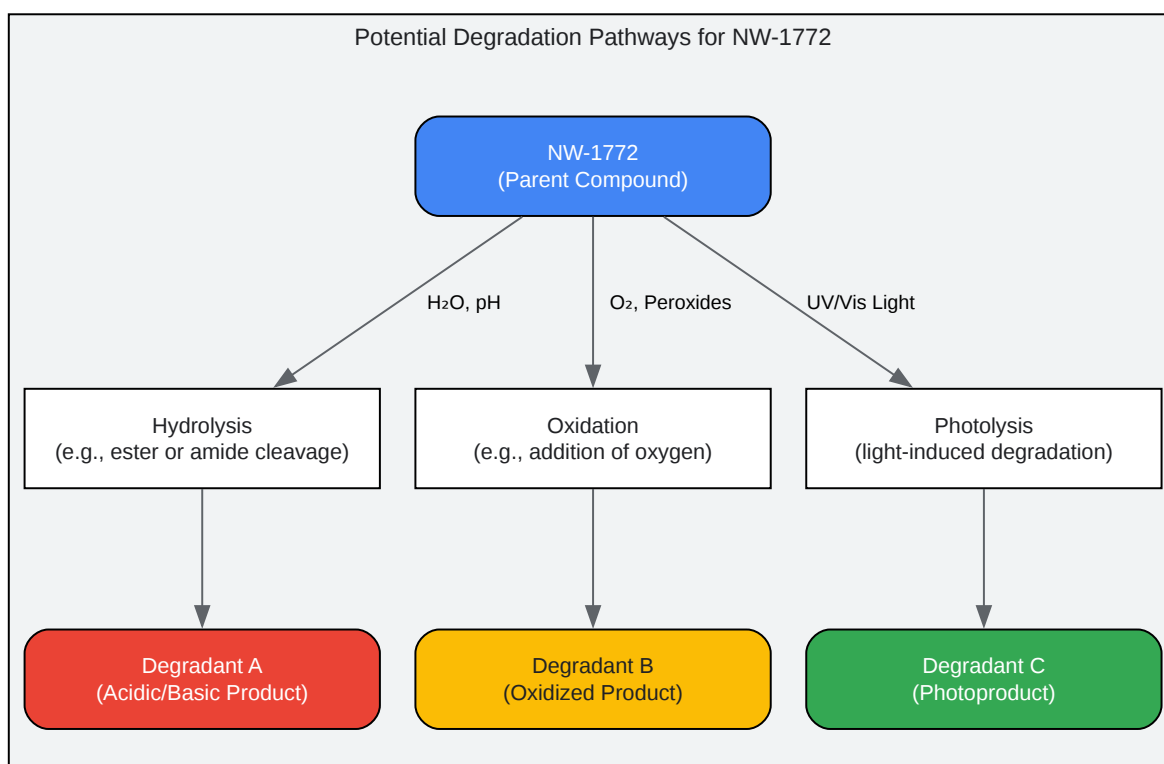 Potential Degradation Pathways for NW-1772
NW-1772
(Parent Compound)
H₂O, pH
O₂, Peroxides
UV/Vis Light
Hydrolysis
(e.g., ester or amide cleavage)
Oxidation
(e.g., addition of oxygen)
Photolysis
(light-induced degradation)
Degradant A
(Acidic/Basic Product)
Degradant B
(Oxidized Product)
Degradant C
(Photoproduct)